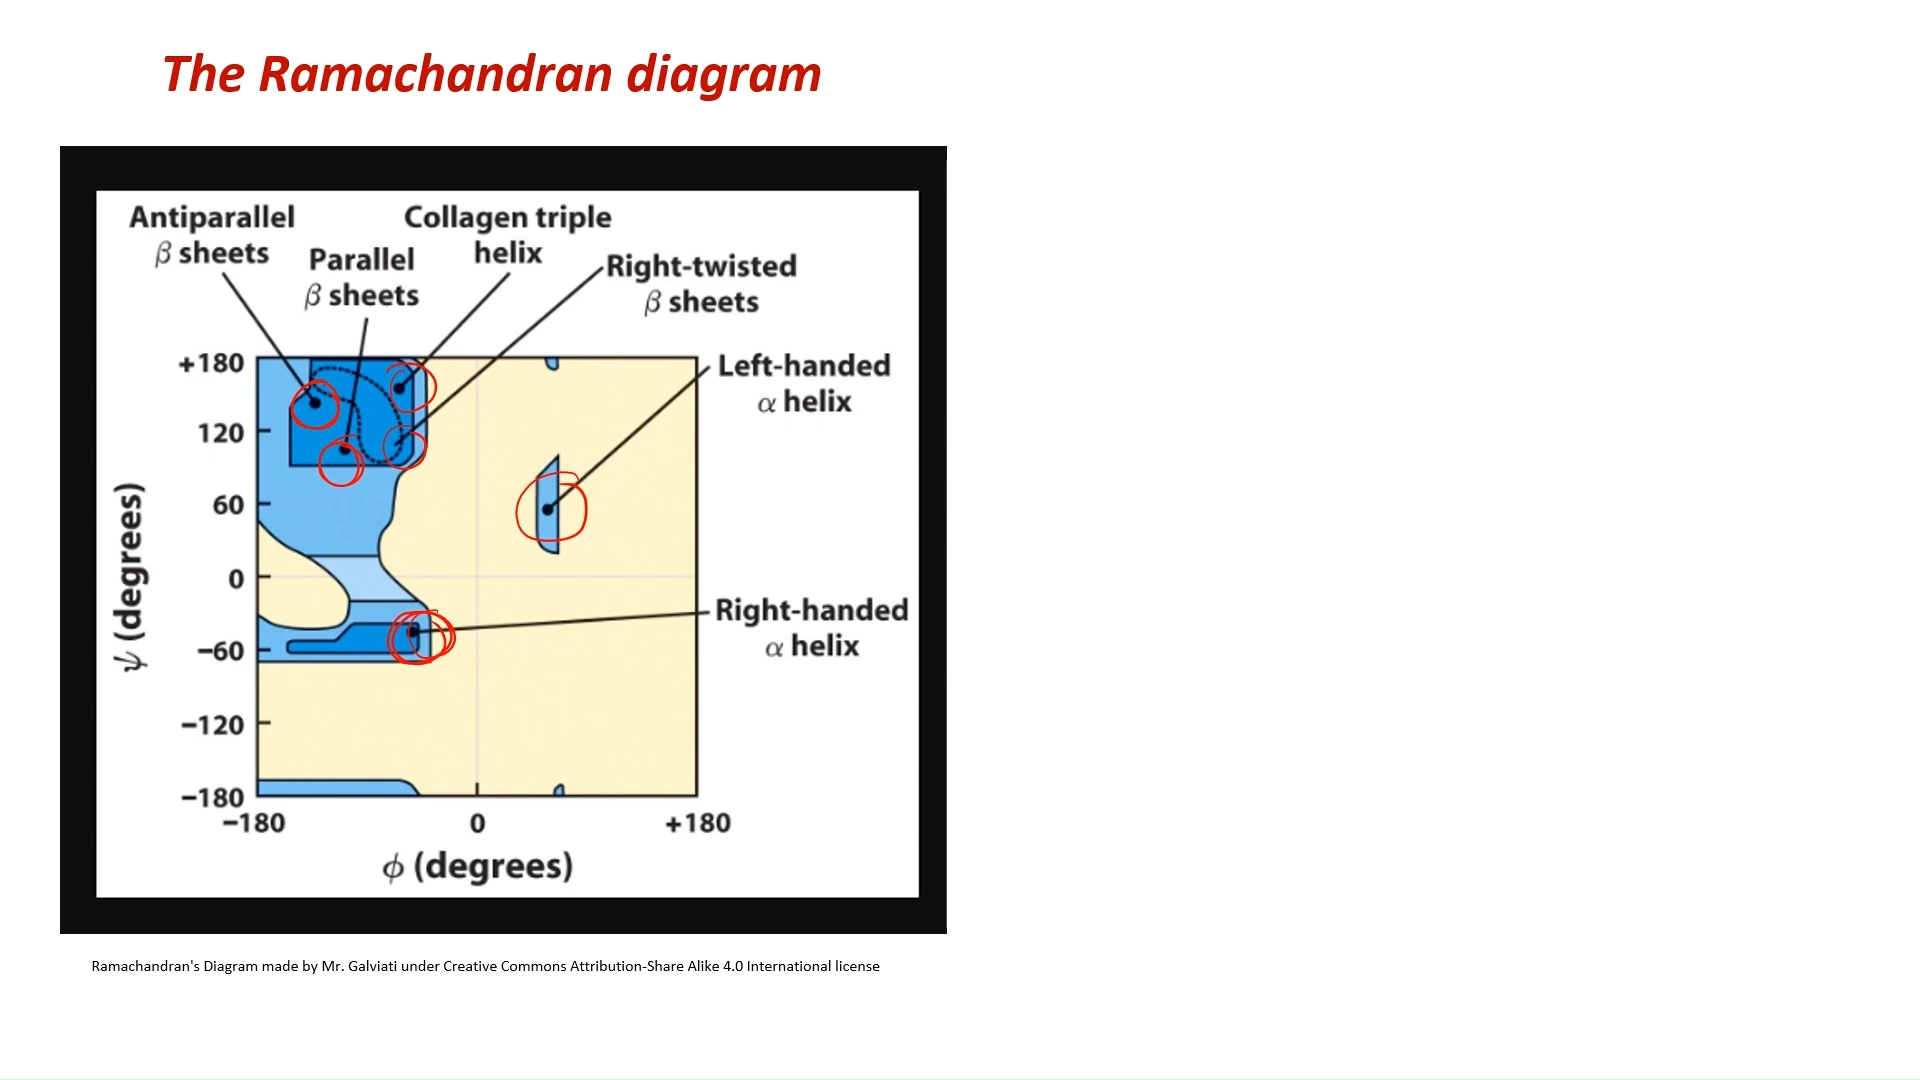 The Ramachandran diagram
Antiparallel
β sheets
Parallel
β sheets
Collagen triple
helix
Right-twisted
β sheets
Left-handed
α helix
Right-handed
α helix
+180
120
60
0
−60
−120
−180
ψ (degrees)
−180
0
+180
ϕ (degrees)
Ramachandran's Diagram made by Mr. Galviati under Creative Commons Attribution-Share Alike 4.0 International license